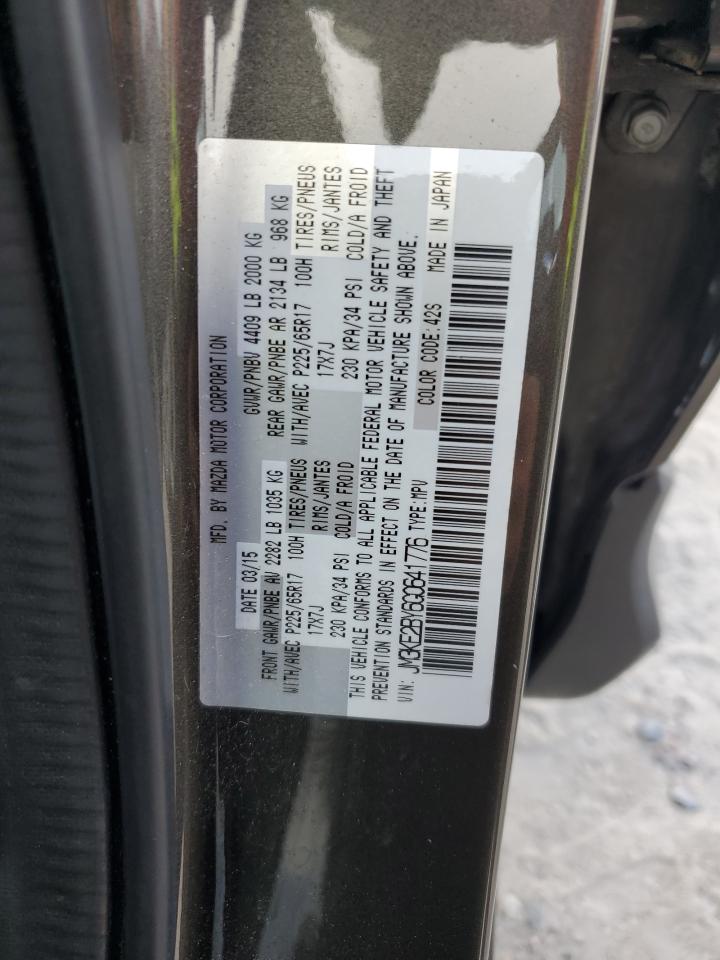 MFD. BY MAZDA MOTOR CORPORATION
DATE 03/15 GVWR/PNBV 4409 LB 2000 KG
FRONT GAWR/PNBE AV 2282 LB 1035 KG REAR GAWR/PNBE AR 2134 LB 968 KG
WITH/AVEC P225/65R17 100H TIRES/PNEUS WITH/AVEC P225/65R17 100H TIRES/PNEUS
17X7J RIMS/JANTES 17X7J RIMS/JANTES
230 KPA/34 PSI COLD/A FROID 230 KPA/34 PSI COLD/A FROID
THIS VEHICLE CONFORMS TO ALL APPLICABLE FEDERAL MOTOR VEHICLE SAFETY AND THEFT
PREVENTION STANDARDS IN EFFECT ON THE DATE OF MANUFACTURE SHOWN ABOVE.
VIN: JM3KE2BY6G0641776 TYPE:MPV COLOR CODE:42S MADE IN JAPAN